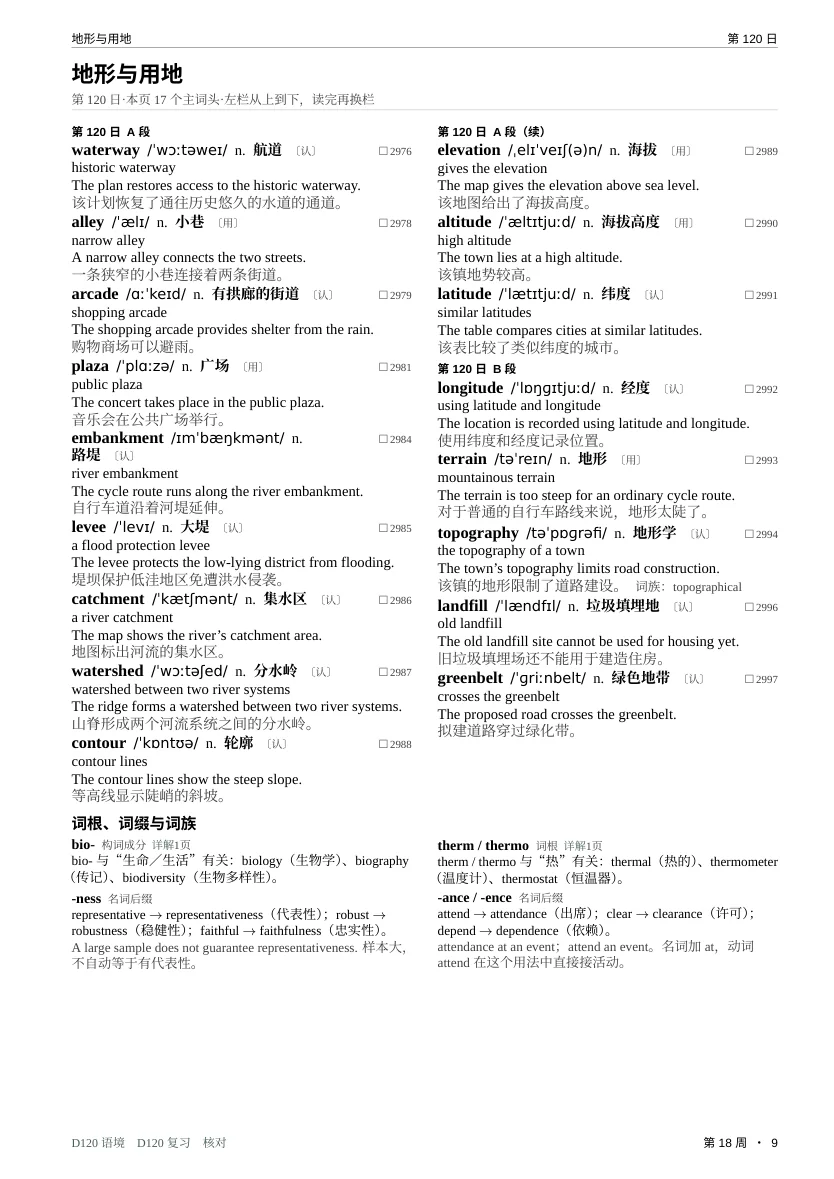 地形与用地 第 120 日
地形与用地
第 120 日·本页 17 个主词头·左栏从上到下，读完再换栏
第 120 日 A 段
waterway /ˈwɔːtəweɪ/ n. 航道 〔认〕 □2976
historic waterway
The plan restores access to the historic waterway.
该计划恢复了通往历史悠久的水道的通道。
alley /ˈælɪ/ n. 小巷 〔用〕 □2978
narrow alley
A narrow alley connects the two streets.
一条狭窄的小巷连接着两条街道。
arcade /ɑːˈkeɪd/ n. 有拱廊的街道 〔认〕 □2979
shopping arcade
The shopping arcade provides shelter from the rain.
购物商场可以避雨。
plaza /ˈplɑːzə/ n. 广场 〔用〕 □2981
public plaza
The concert takes place in the public plaza.
音乐会在公共广场举行。
embankment /ɪmˈbæŋkmənt/ n. □2984
路堤 〔认〕
river embankment
The cycle route runs along the river embankment.
自行车道沿着河堤延伸。
levee /ˈlevɪ/ n. 大堤 〔认〕 □2985
a flood protection levee
The levee protects the low-lying district from flooding.
堤坝保护低洼地区免遭洪水侵袭。
catchment /ˈkætʃmənt/ n. 集水区 〔认〕 □2986
a river catchment
The map shows the river’s catchment area.
地图标出河流的集水区。
watershed /ˈwɔːtəʃed/ n. 分水岭 〔认〕 □2987
watershed between two river systems
The ridge forms a watershed between two river systems.
山脊形成两个河流系统之间的分水岭。
contour /ˈkɒntʊə/ n. 轮廓 〔认〕 □2988
contour lines
The contour lines show the steep slope.
等高线显示陡峭的斜坡。
第 120 日 A 段（续）
elevation /ˌelɪˈveɪʃ(ə)n/ n. 海拔 〔用〕 □2989
gives the elevation
The map gives the elevation above sea level.
该地图给出了海拔高度。
altitude /ˈæltɪtjuːd/ n. 海拔高度 〔用〕 □2990
high altitude
The town lies at a high altitude.
该镇地势较高。
latitude /ˈlætɪtjuːd/ n. 纬度 〔认〕 □2991
similar latitudes
The table compares cities at similar latitudes.
该表比较了类似纬度的城市。
第 120 日 B 段
longitude /ˈlɒŋɡɪtjuːd/ n. 经度 〔认〕 □2992
using latitude and longitude
The location is recorded using latitude and longitude.
使用纬度和经度记录位置。
terrain /təˈreɪn/ n. 地形 〔用〕 □2993
mountainous terrain
The terrain is too steep for an ordinary cycle route.
对于普通的自行车路线来说，地形太陡了。
topography /təˈpɒɡrəfi/ n. 地形学 〔认〕 □2994
the topography of a town
The town’s topography limits road construction.
该镇的地形限制了道路建设。 词族：topographical
landfill /ˈlændfɪl/ n. 垃圾填埋地 〔认〕 □2996
old landfill
The old landfill site cannot be used for housing yet.
旧垃圾填埋场还不能用于建造住房。
greenbelt /ˈɡriːnbelt/ n. 绿色地带 〔认〕 □2997
crosses the greenbelt
The proposed road crosses the greenbelt.
拟建道路穿过绿化带。
词根、词缀与词族
bio- 构词成分 详解1页
bio- 与“生命／生活”有关：biology（生物学）、biography
（传记）、biodiversity（生物多样性）。
-ness 名词后缀
representative → representativeness（代表性）；robust →
robustness（稳健性）；faithful → faithfulness（忠实性）。
A large sample does not guarantee representativeness. 样本大，
不自动等于有代表性。
therm / thermo 词根 详解1页
therm / thermo 与“热”有关：thermal（热的）、thermometer
（温度计）、thermostat（恒温器）。
-ance / -ence 名词后缀
attend → attendance（出席）；clear → clearance（许可）；
depend → dependence（依赖）。
attendance at an event；attend an event。名词加 at，动词
attend 在这个用法中直接接活动。
D120 语境 D120 复习 核对 第 18 周 · 9